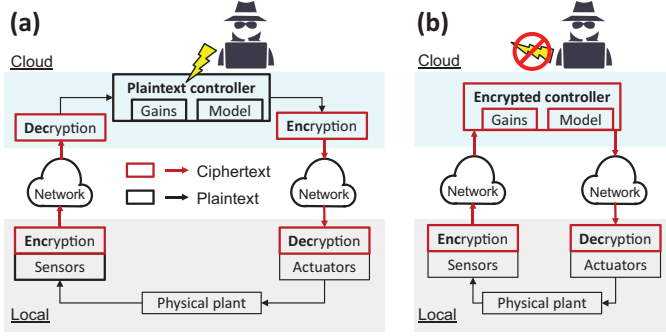 (a)
Cloud
Plaintext controller
Gains
Model
Decryption
Encryption
Network
Ciphertext
Plaintext
Network
Encryption
Sensors
Decryption
Actuators
Physical plant
Local
(b)
Cloud
Encrypted controller
Gains
Model
Network
Network
Encryption
Sensors
Decryption
Actuators
Physical plant
Local